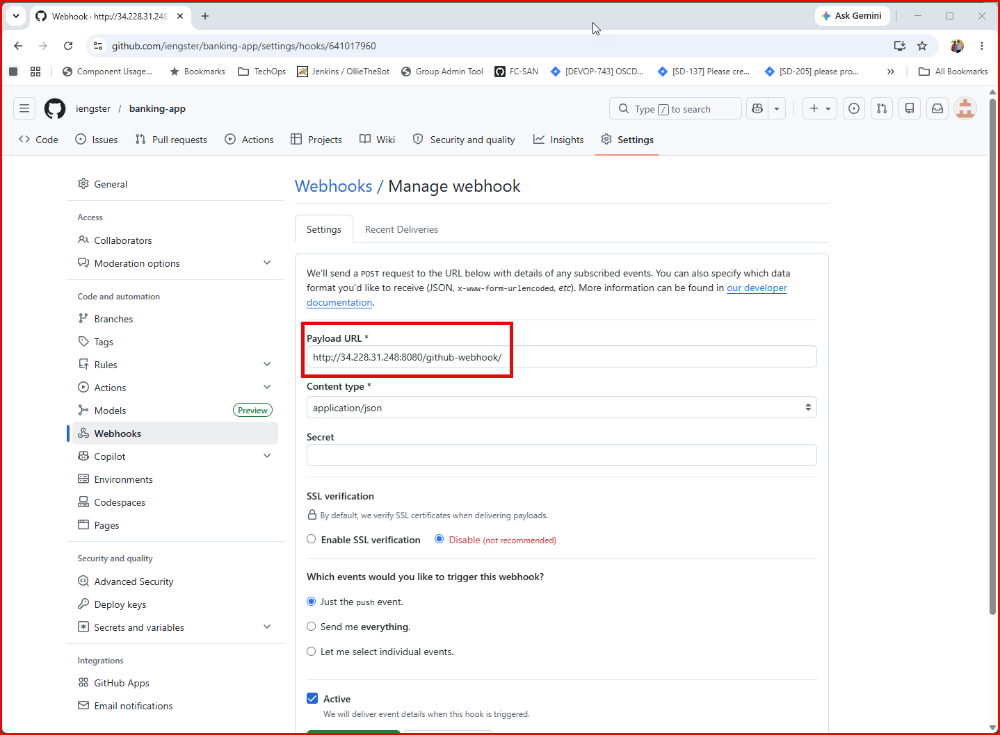 Webhook · http://34.228.31.248
Ask Gemini
github.com/iengster/banking-app/settings/hooks/641017960
Component Usage...
Bookmarks
TechOps
Jenkins / OllieTheBot
Group Admin Tool
FC-SAN
[DEVOP-743] OSCD...
[SD-137] Please cre...
[SD-205] please pro...
»
All Bookmarks
iengster / banking-app
Type / to search
Code
Issues
Pull requests
Actions
Projects
Wiki
Security and quality
Insights
Settings
General
Access
Collaborators
Moderation options
Code and automation
Branches
Tags
Rules
Actions
Models
Preview
Webhooks
Copilot
Environments
Codespaces
Pages
Security and quality
Advanced Security
Deploy keys
Secrets and variables
Integrations
GitHub Apps
Email notifications
Webhooks / Manage webhook
Settings
Recent Deliveries
We'll send a POST request to the URL below with details of any subscribed events. You can also specify which data
format you'd like to receive (JSON, x-www-form-urlencoded, etc). More information can be found in our developer
documentation.
Payload URL *
http://34.228.31.248:8080/github-webhook/
Content type *
application/json
Secret
SSL verification
By default, we verify SSL certificates when delivering payloads.
Enable SSL verification
Disable (not recommended)
Which events would you like to trigger this webhook?
Just the push event.
Send me everything.
Let me select individual events.
Active
We will deliver event details when this hook is triggered.